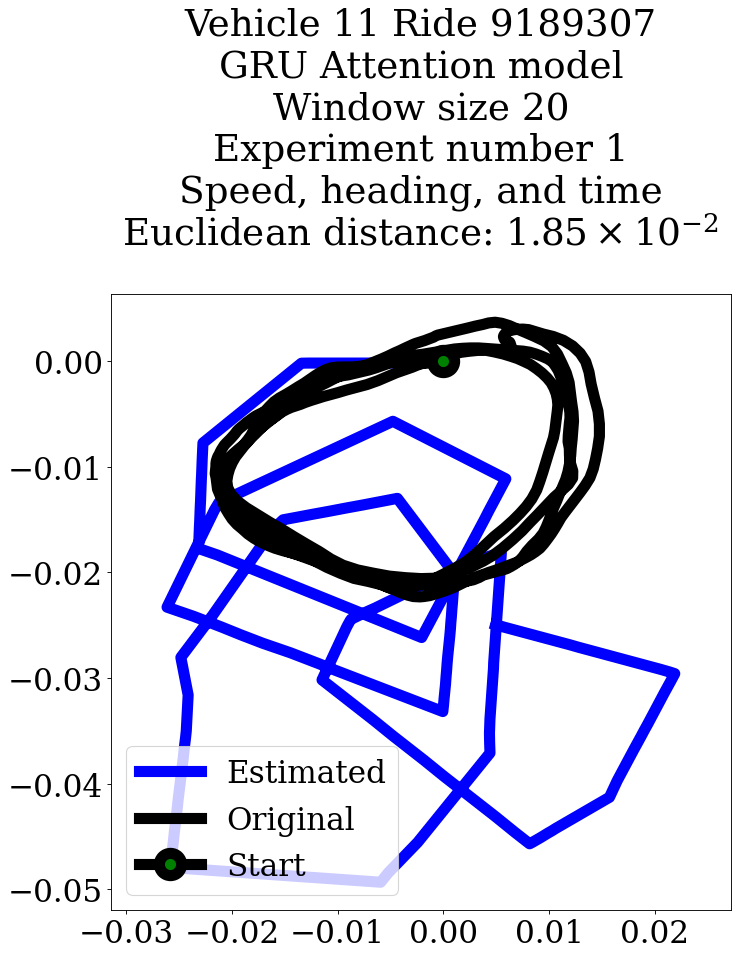 Vehicle 11 Ride 9189307
GRU Attention model
Window size 20
Experiment number 1
Speed, heading, and time
Euclidean distance: 1.85 × 10⁻²
0.00
−0.01
−0.02
−0.03
−0.04
−0.05
Estimated
Original
Start
−0.03 −0.02 −0.01 0.00 0.01 0.02